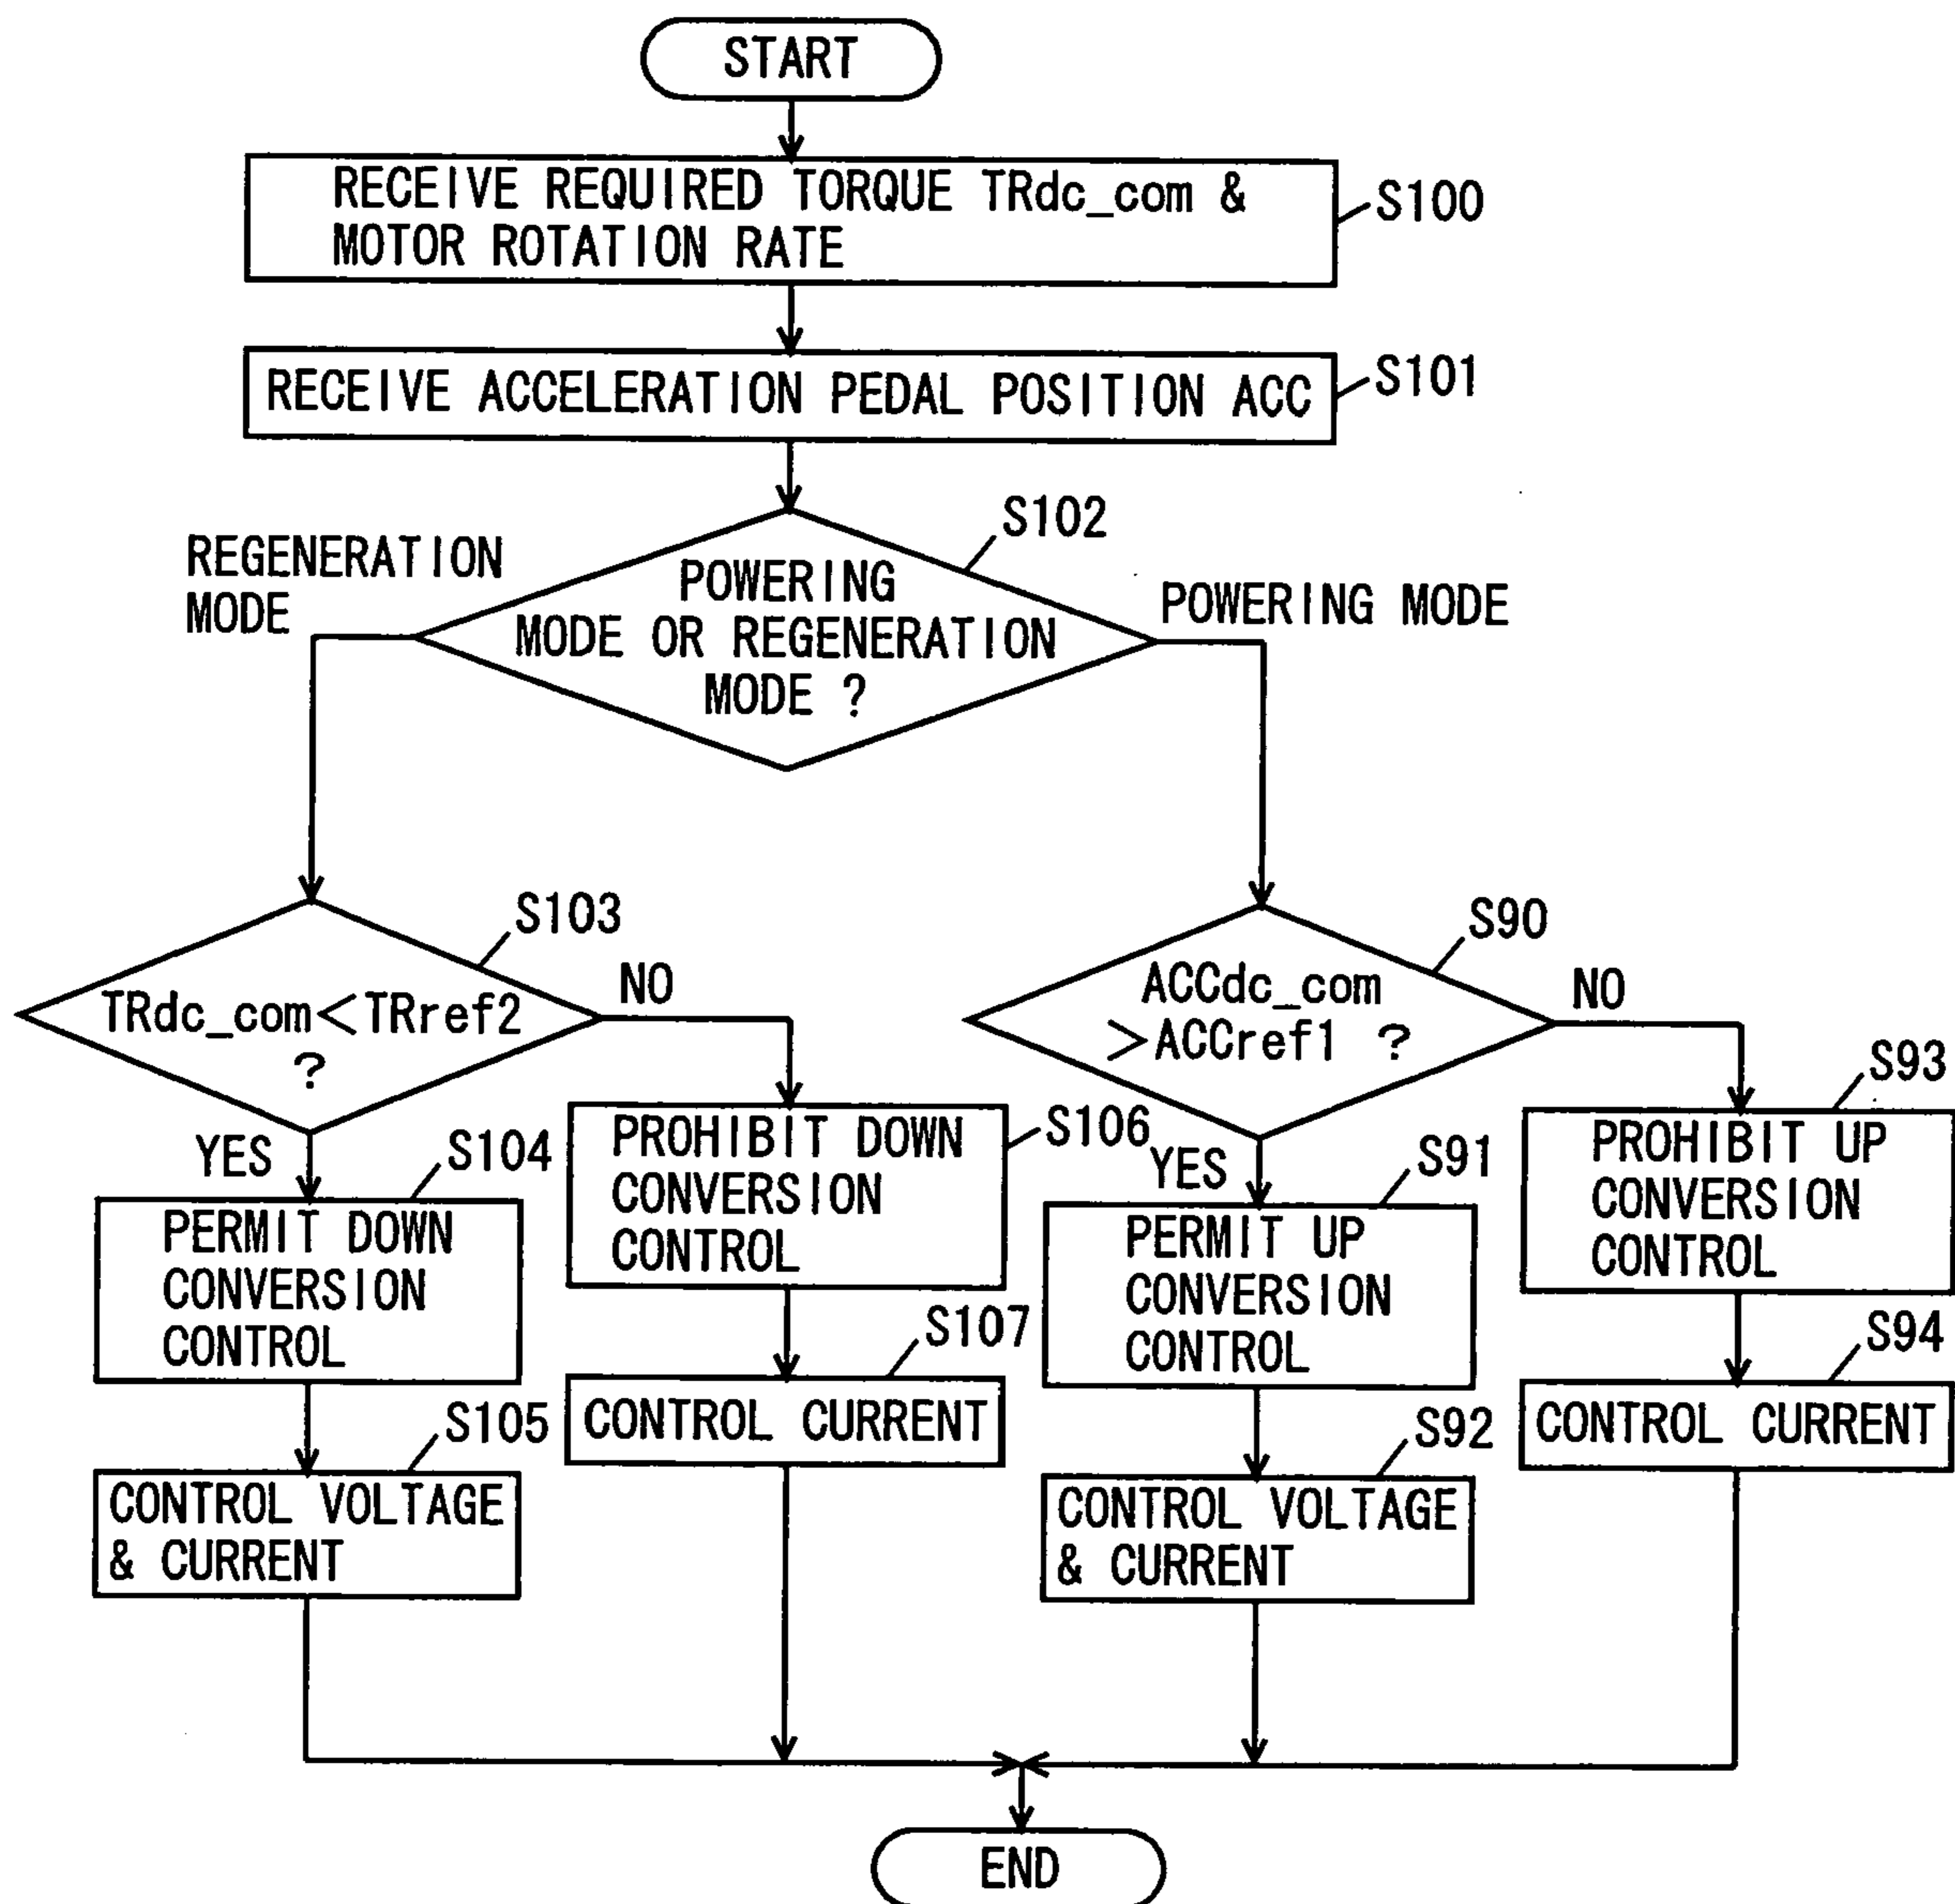 START
RECEIVE REQUIRED TORQUE TRdc_com &
MOTOR ROTATION RATE
S100
RECEIVE ACCELERATION PEDAL POSITION ACC
S101
S102
REGENERATION
MODE
POWERING
MODE OR REGENERATION
MODE ?
POWERING MODE
S103
TRdc_com<TRref2
?
NO
YES
S90
ACCdc_com
>ACCref1 ?
NO
YES
S104
PERMIT DOWN
CONVERSION
CONTROL
S106
PROHIBIT DOWN
CONVERSION
CONTROL
S91
PERMIT UP
CONVERSION
CONTROL
S93
PROHIBIT UP
CONVERSION
CONTROL
S105
CONTROL VOLTAGE
& CURRENT
S107
CONTROL CURRENT
S92
CONTROL VOLTAGE
& CURRENT
S94
CONTROL CURRENT
END